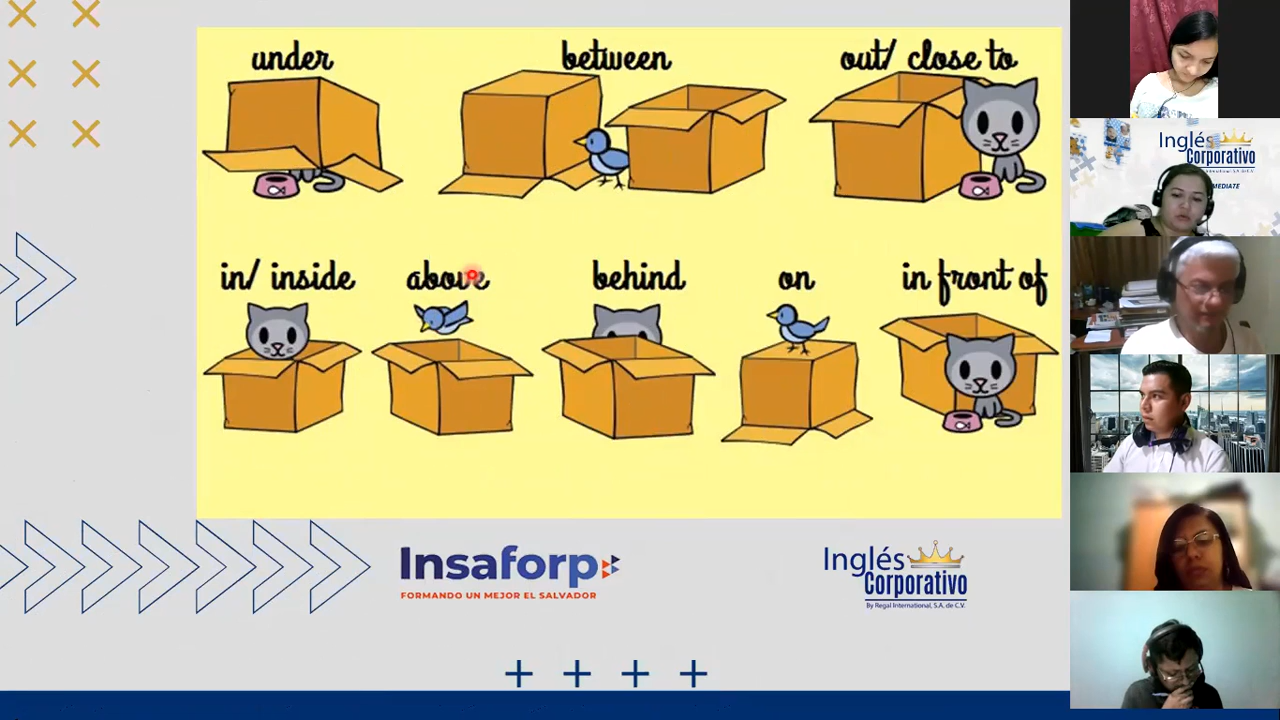 under between out/ close to
in/ inside above behind on in front of
Insaforp
FORMANDO UN MEJOR EL SALVADOR
Inglés
Corporativo
By Regal International, S.A. de C.V.
Inglés
Corporativo